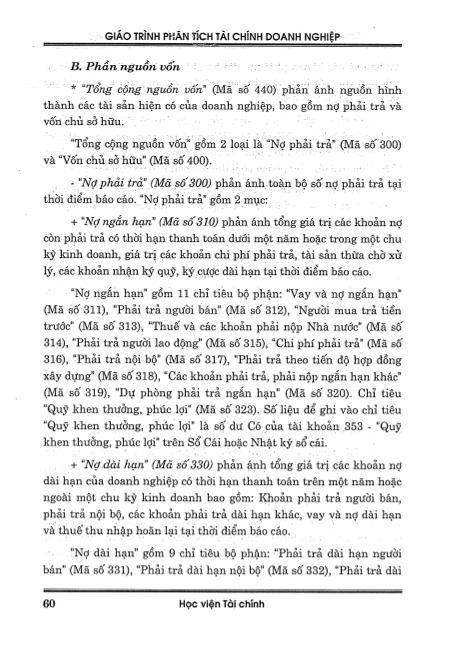 GIÁO TRÌNH PHÂN TÍCH TÀI CHÍNH DOANH NGHIỆP
B. Phần nguồn vốn
* "Tổng cộng nguồn vốn" (Mã số 440) phản ánh nguồn hình
thành các tài sản hiện có của doanh nghiệp, bao gồm nợ phải trả và
vốn chủ sở hữu.
"Tổng cộng nguồn vốn" gồm 2 loại là "Nợ phải trả" (Mã số 300)
và "Vốn chủ sở hữu" (Mã số 400).
- "Nợ phải trả" (Mã số 300) phản ánh toàn bộ số nợ phải trả tại
thời điểm báo cáo. "Nợ phải trả" gồm 2 mục:
+ "Nợ ngắn hạn" (Mã số 310) phản ánh tổng giá trị các khoản nợ
còn phải trả có thời hạn thanh toán dưới một năm hoặc trong một chu
kỳ kinh doanh, giá trị các khoản chi phí phải trả, tài sản thừa chờ xử
lý, các khoản nhận ký quỹ, ký cược dài hạn tại thời điểm báo cáo.
"Nợ ngắn hạn" gồm 11 chỉ tiêu bộ phận: "Vay và nợ ngắn hạn"
(Mã số 311), "Phải trả người bán" (Mã số 312), "Người mua trả tiền
trước" (Mã số 313), "Thuế và các khoản phải nộp Nhà nước" (Mã số
314), "Phải trả người lao động" (Mã số 315), "Chi phí phải trả" (Mã số
316), "Phải trả nội bộ" (Mã số 317), "Phải trả theo tiến độ hợp đồng
xây dựng" (Mã số 318), "Các khoản phải trả, phải nộp ngắn hạn khác"
(Mã số 319), "Dự phòng phải trả ngắn hạn" (Mã số 320). Chỉ tiêu
"Quỹ khen thưởng, phúc lợi" (Mã số 323). Số liệu để ghi vào chỉ tiêu
"Quỹ khen thưởng, phúc lợi" là số dư Có của tài khoản 353 - "Quỹ
khen thưởng, phúc lợi" trên Sổ Cái hoặc Nhật ký sổ cái.
+ "Nợ dài hạn" (Mã số 330) phản ánh tổng giá trị các khoản nợ
dài hạn của doanh nghiệp có thời hạn thanh toán trên một năm hoặc
ngoài một chu kỳ kinh doanh bao gồm: Khoản phải trả người bán,
phải trả nội bộ, các khoản phải trả dài hạn khác, vay và nợ dài hạn
và thuế thu nhập hoãn lại tại thời điểm báo cáo.
"Nợ dài hạn" gồm 9 chỉ tiêu bộ phận: "Phải trả dài hạn người
bán" (Mã số 331), "Phải trả dài hạn nội bộ" (Mã số 332), "Phải trả dài
60
Học viện Tài chính